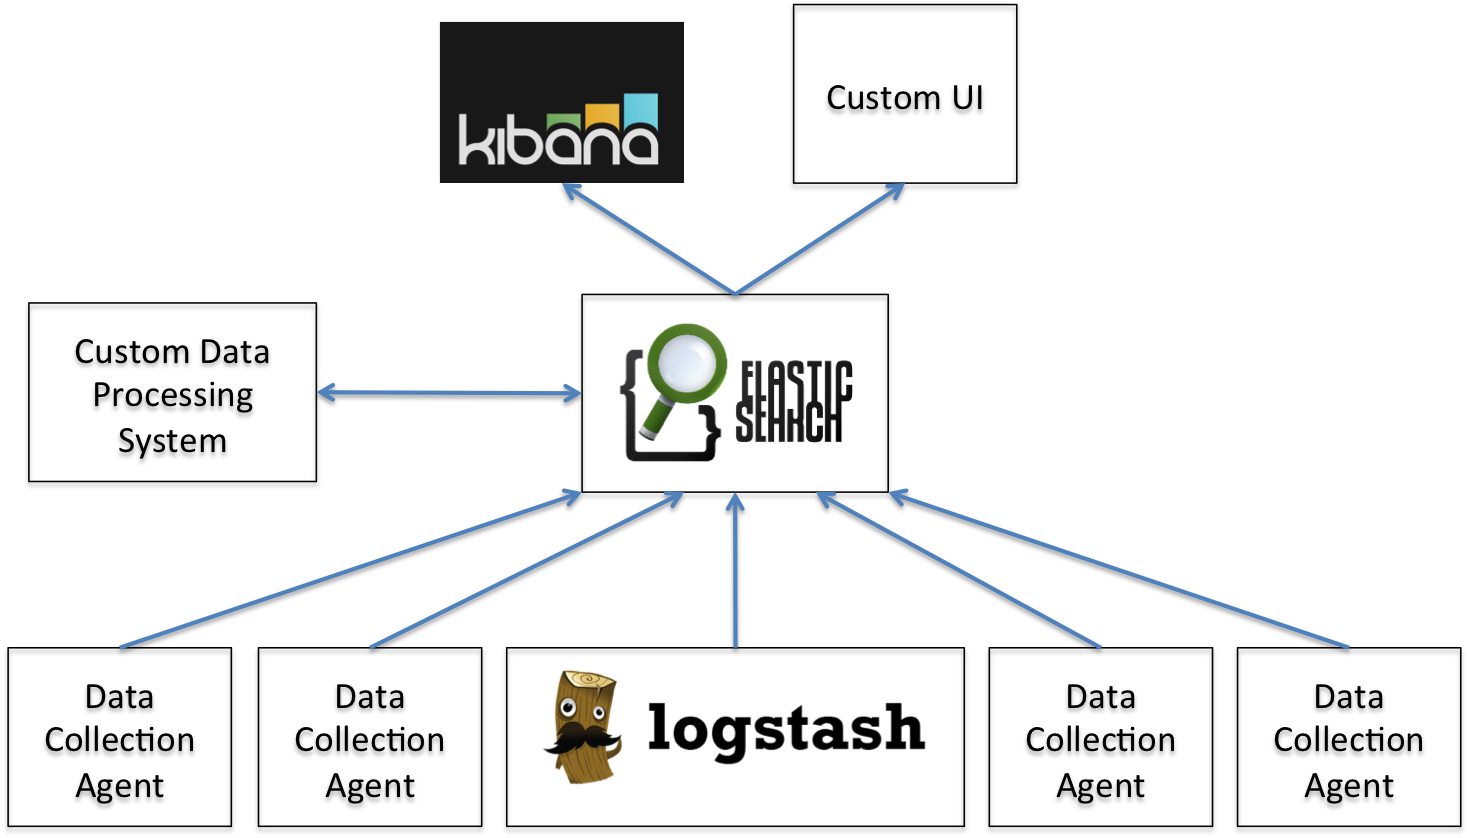 kibana
Custom UI
Custom Data
Processing
System
ELASTIC
SEARCH
Data
Collection
Agent
Data
Collection
Agent
logstash
Data
Collection
Agent
Data
Collection
Agent